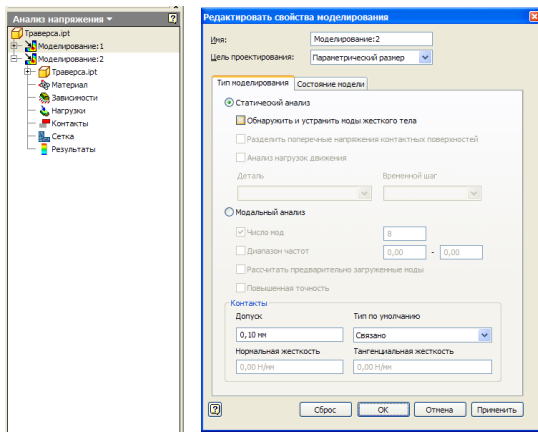 Анализ напряжения
Траверса.ipt
Моделирование:1
Моделирование:2
Траверса.ipt
Материал
Зависимости
Нагрузки
Контакты
Сетка
Результаты
Редактировать свойства моделирования
Имя: Моделирование:2
Цель проектирования: Параметрический размер
Тип моделирования Состояние модели
Статический анализ
Обнаружить и устранить моды жесткого тела
Разделить поперечные напряжения контактных поверхностей
Анализ нагрузок движения
Деталь Временной шаг
Модальный анализ
Число мод 8
Диапазон частот 0,00 - 0,00
Рассчитать предварительно загруженные моды
Повышенная точность
Контакты
Допуск Тип по умолчанию
0,10 мм Связано
Нормальная жесткость Тангенциальная жесткость
0,00 Н/мм 0,00 Н/мм
? Сброс ОК Отмена Применить